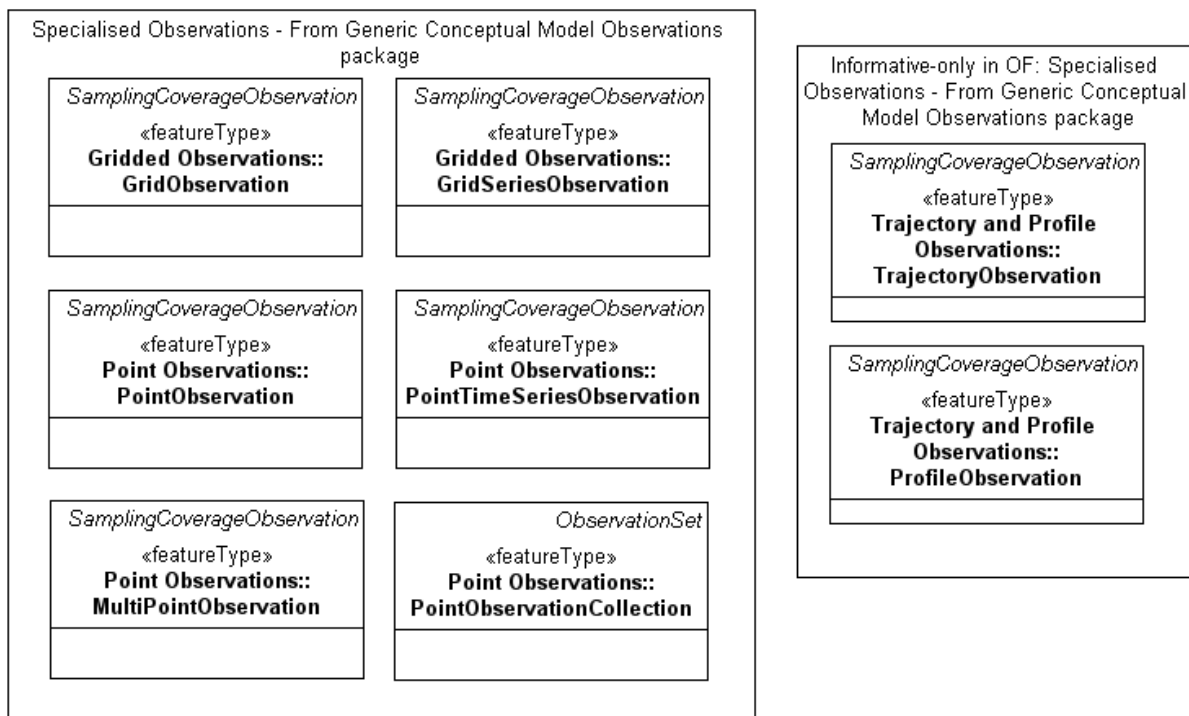 Specialised Observations - From Generic Conceptual Model Observations
package
SamplingCoverageObservation
«featureType»
Gridded Observations::
GridObservation
SamplingCoverageObservation
«featureType»
Gridded Observations::
GridSeriesObservation
SamplingCoverageObservation
«featureType»
Point Observations::
PointObservation
SamplingCoverageObservation
«featureType»
Point Observations::
PointTimeSeriesObservation
SamplingCoverageObservation
«featureType»
Point Observations::
MultiPointObservation
ObservationSet
«featureType»
Point Observations::
PointObservationCollection
Informative-only in OF: Specialised
Observations - From Generic Conceptual
Model Observations package
SamplingCoverageObservation
«featureType»
Trajectory and Profile
Observations::
TrajectoryObservation
SamplingCoverageObservation
«featureType»
Trajectory and Profile
Observations::
ProfileObservation